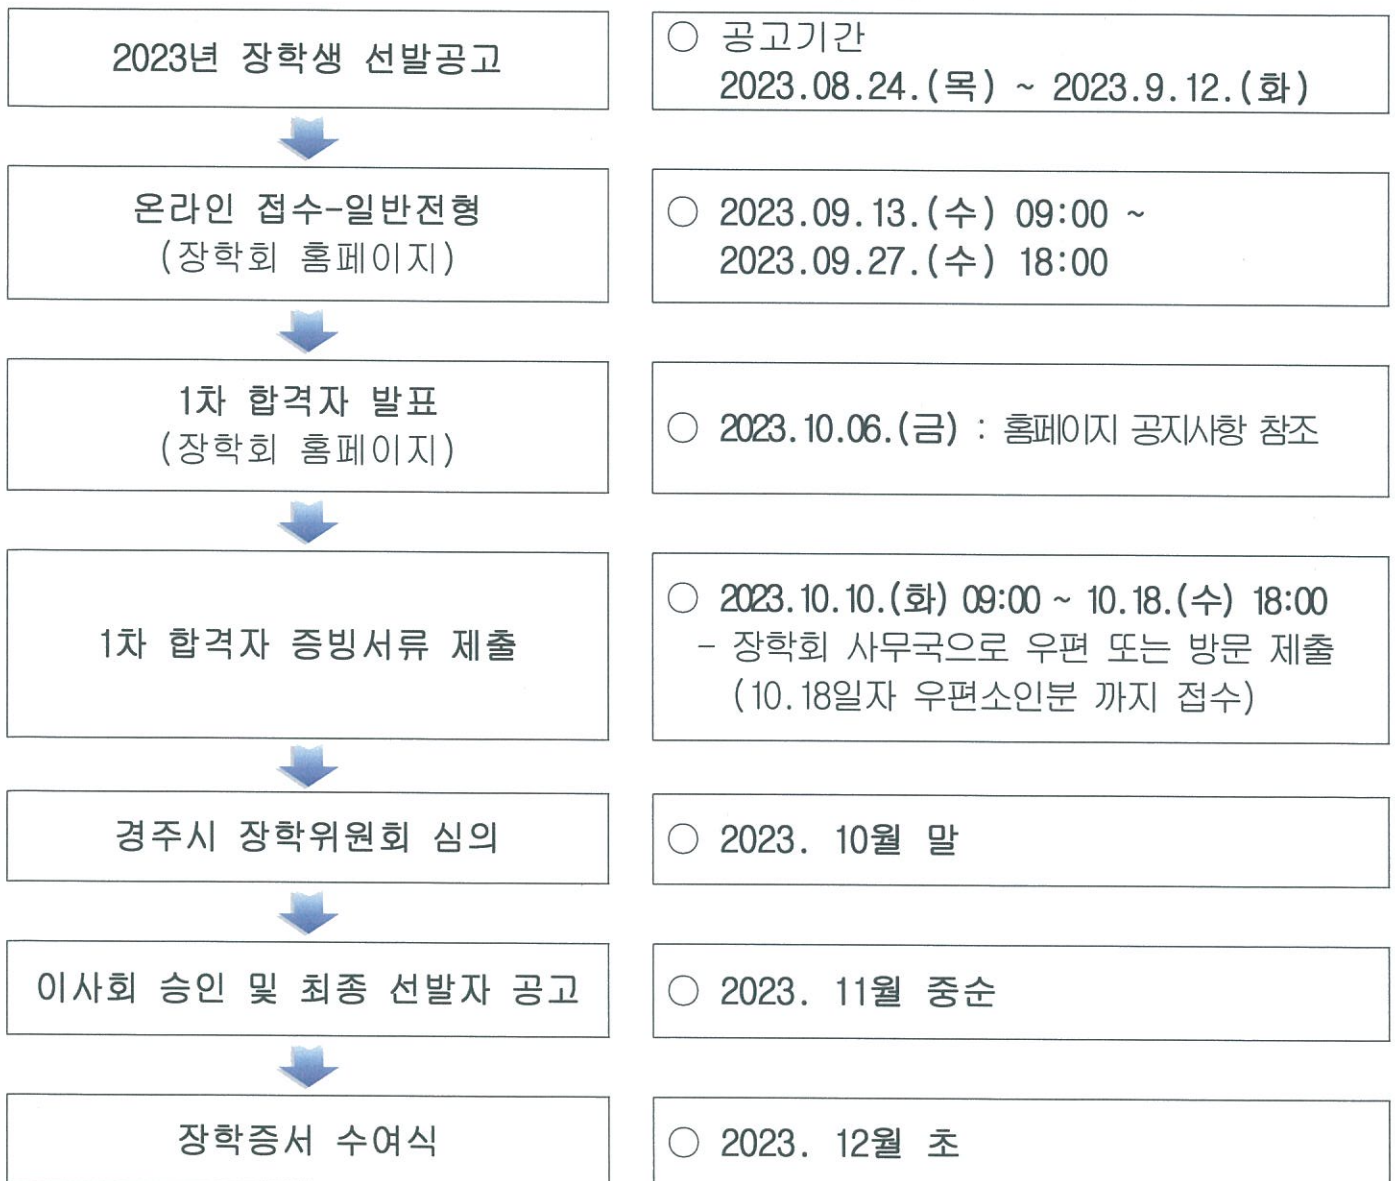 2023년 장학생 선발공고
○ 공고기간
2023.08.24.(목) ~ 2023.9.12.(화)
온라인 접수-일반전형
(장학회 홈페이지)
○ 2023.09.13.(수) 09:00 ~
2023.09.27.(수) 18:00
1차 합격자 발표
(장학회 홈페이지)
○ 2023.10.06.(금) : 홈페이지 공지사항 참조
1차 합격자 증빙서류 제출
○ 2023.10.10.(화) 09:00 ~ 10.18.(수) 18:00
- 장학회 사무국으로 우편 또는 방문 제출
(10.18일자 우편소인분 까지 접수)
경주시 장학위원회 심의
○ 2023. 10월 말
이사회 승인 및 최종 선발자 공고
○ 2023. 11월 중순
장학증서 수여식
○ 2023. 12월 초